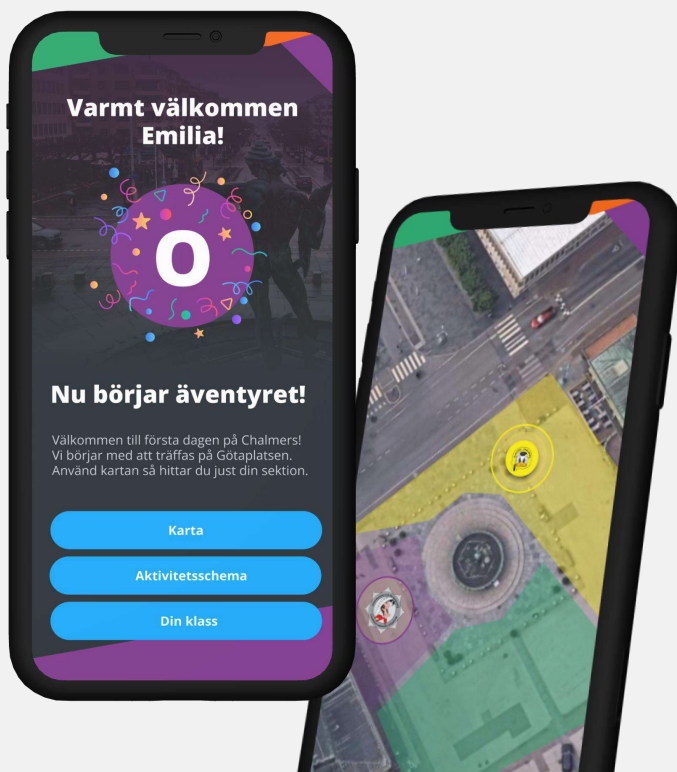 Varmt välkommen
Emilia!
O
Nu börjar äventyret!
Välkommen till första dagen på Chalmers!
Vi börjar med att träffas på Götaplatsen.
Använd kartan så hittar du just din sektion.
Karta
Aktivitetsschema
Din klass